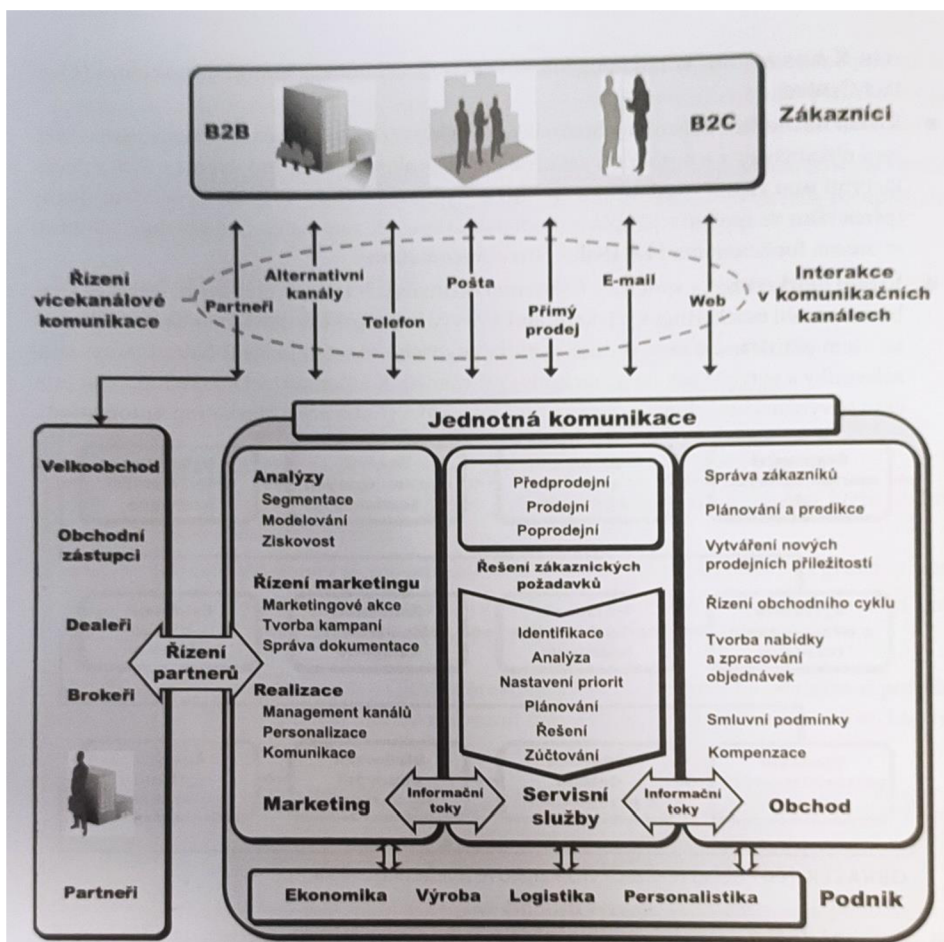 B2B
B2C
Zákazníci
Řízení
vícekanálové
komunikace
Partneři
Alternativní
kanály
Telefon
Pošta
Přímý
prodej
E-mail
Web
Interakce
v komunikačních
kanálech
Jednotná komunikace
Velkoobchod
Obchodní
zástupci
Dealeři
Řízení
partnerů
Brokeři
Partneři
Analýzy
Segmentace
Modelování
Ziskovost
Řízení marketingu
Marketingové akce
Tvorba kampaní
Správa dokumentace
Realizace
Management kanálů
Personalizace
Komunikace
Marketing
Informační
toky
Předprodejní
Prodejní
Poprodejní
Řešení zákaznických
požadavků
Identifikace
Analýza
Nastavení priorit
Plánování
Řešení
Zúčtování
Servisní
služby
Informační
toky
Správa zákazníků
Plánování a predikce
Vytváření nových
prodejních příležitostí
Řízení obchodního cyklu
Tvorba nabídky
a zpracování
objednávek
Smluvní podmínky
Kompenzace
Obchod
Ekonomika Výroba Logistika Personalistika
Podnik